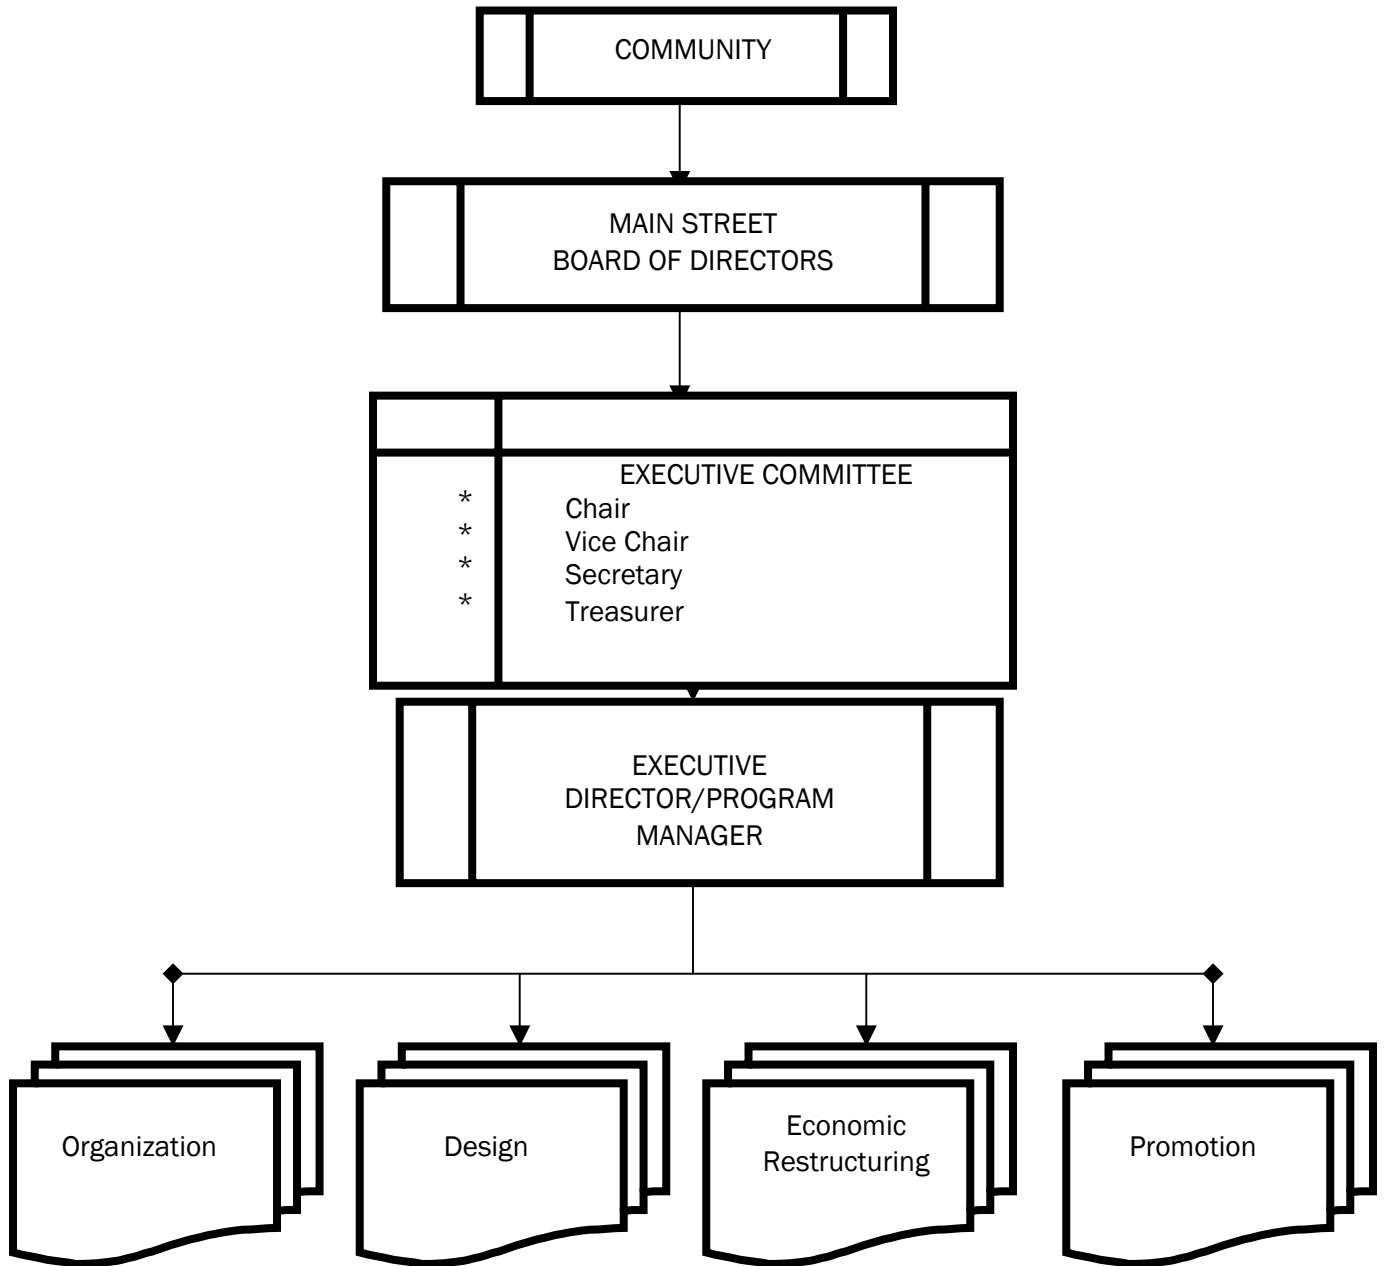 COMMUNITY
MAIN STREET
BOARD OF DIRECTORS
EXECUTIVE COMMITTEE
* Chair
* Vice Chair
* Secretary
* Treasurer
EXECUTIVE
DIRECTOR/PROGRAM
MANAGER
Organization
Design
Economic
Restructuring
Promotion